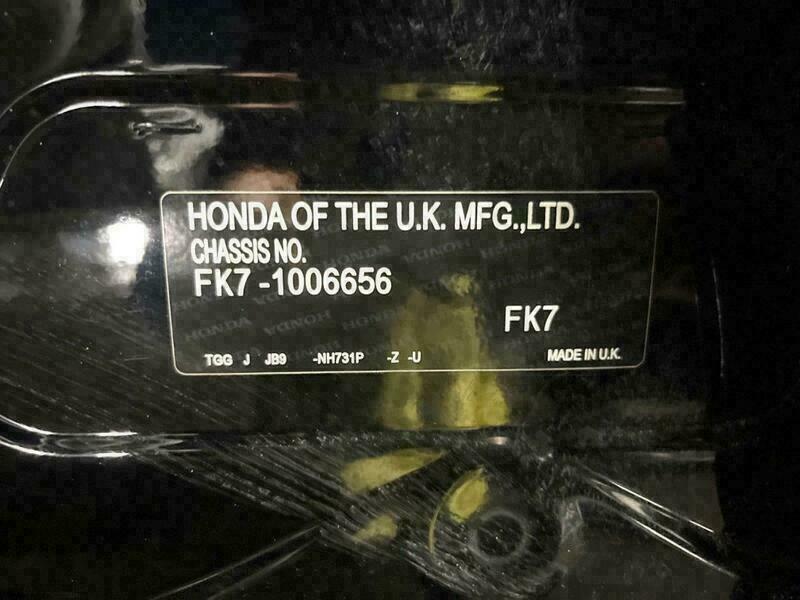 HONDA OF THE U.K. MFG.,LTD.
CHASSIS NO.
FK7-1006656
FK7
TGG J JB9 -NH731P -Z -U MADE IN U.K.